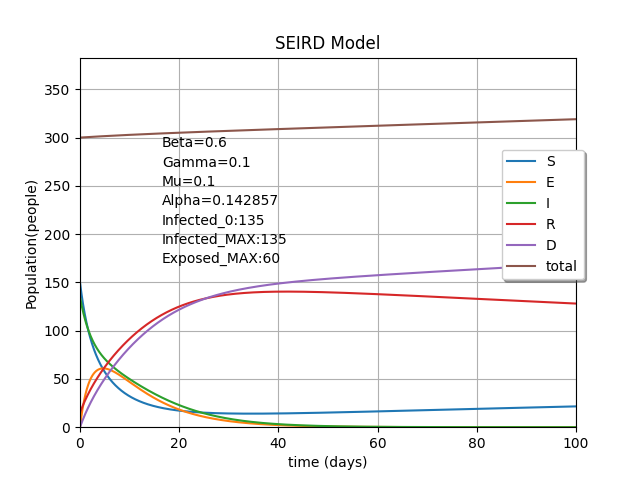 SEIRD Model
Population(people)
350
300
250
200
150
100
50
0
Beta=0.6
Gamma=0.1
Mu=0.1
Alpha=0.142857
Infected_0:135
Infected_MAX:135
Exposed_MAX:60
S
E
I
R
D
total
0 20 40 60 80 100
time (days)